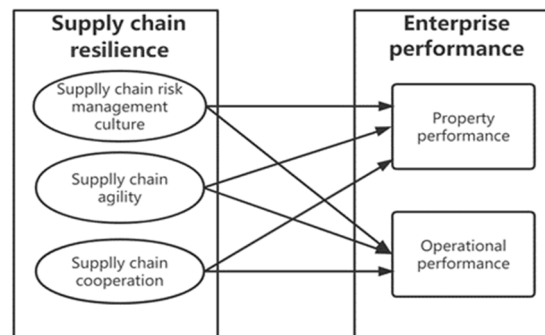 Supply chain
resilience
Supplly chain risk
management
culture
Supplly chain
agility
Supplly chain
cooperation
Enterprise
performance
Property
performance
Operational
performance